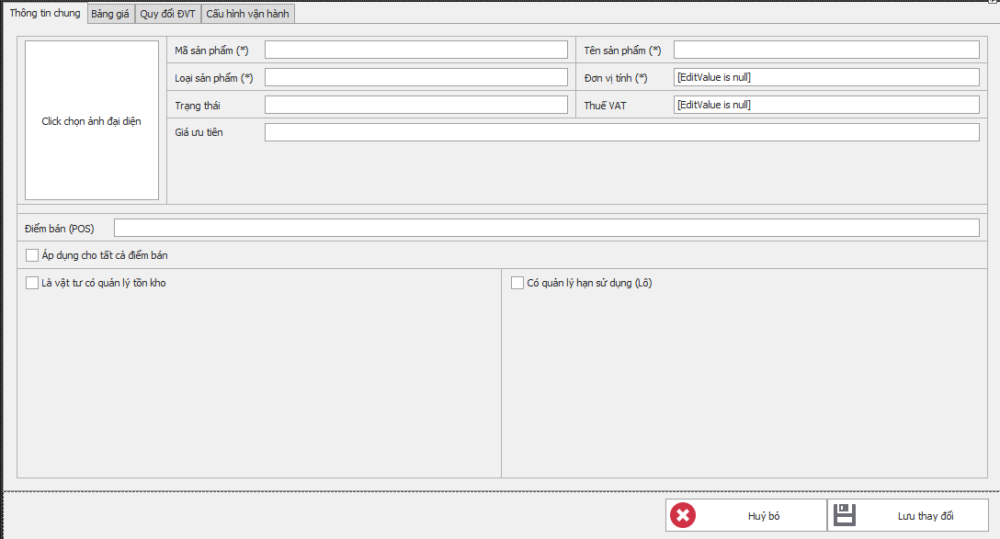 Thông tin chung Bảng giá Quy đổi ĐVT Cấu hình vận hành
Click chọn ảnh đại diện
Mã sản phẩm (*) Tên sản phẩm (*)
Loại sản phẩm (*) Đơn vị tính (*) [EditValue is null]
Trạng thái Thuế VAT [EditValue is null]
Giá ưu tiên
Điểm bán (POS)
Áp dụng cho tất cả điểm bán
Là vật tư có quản lý tồn kho Có quản lý hạn sử dụng (Lô)
Huỷ bỏ Lưu thay đổi